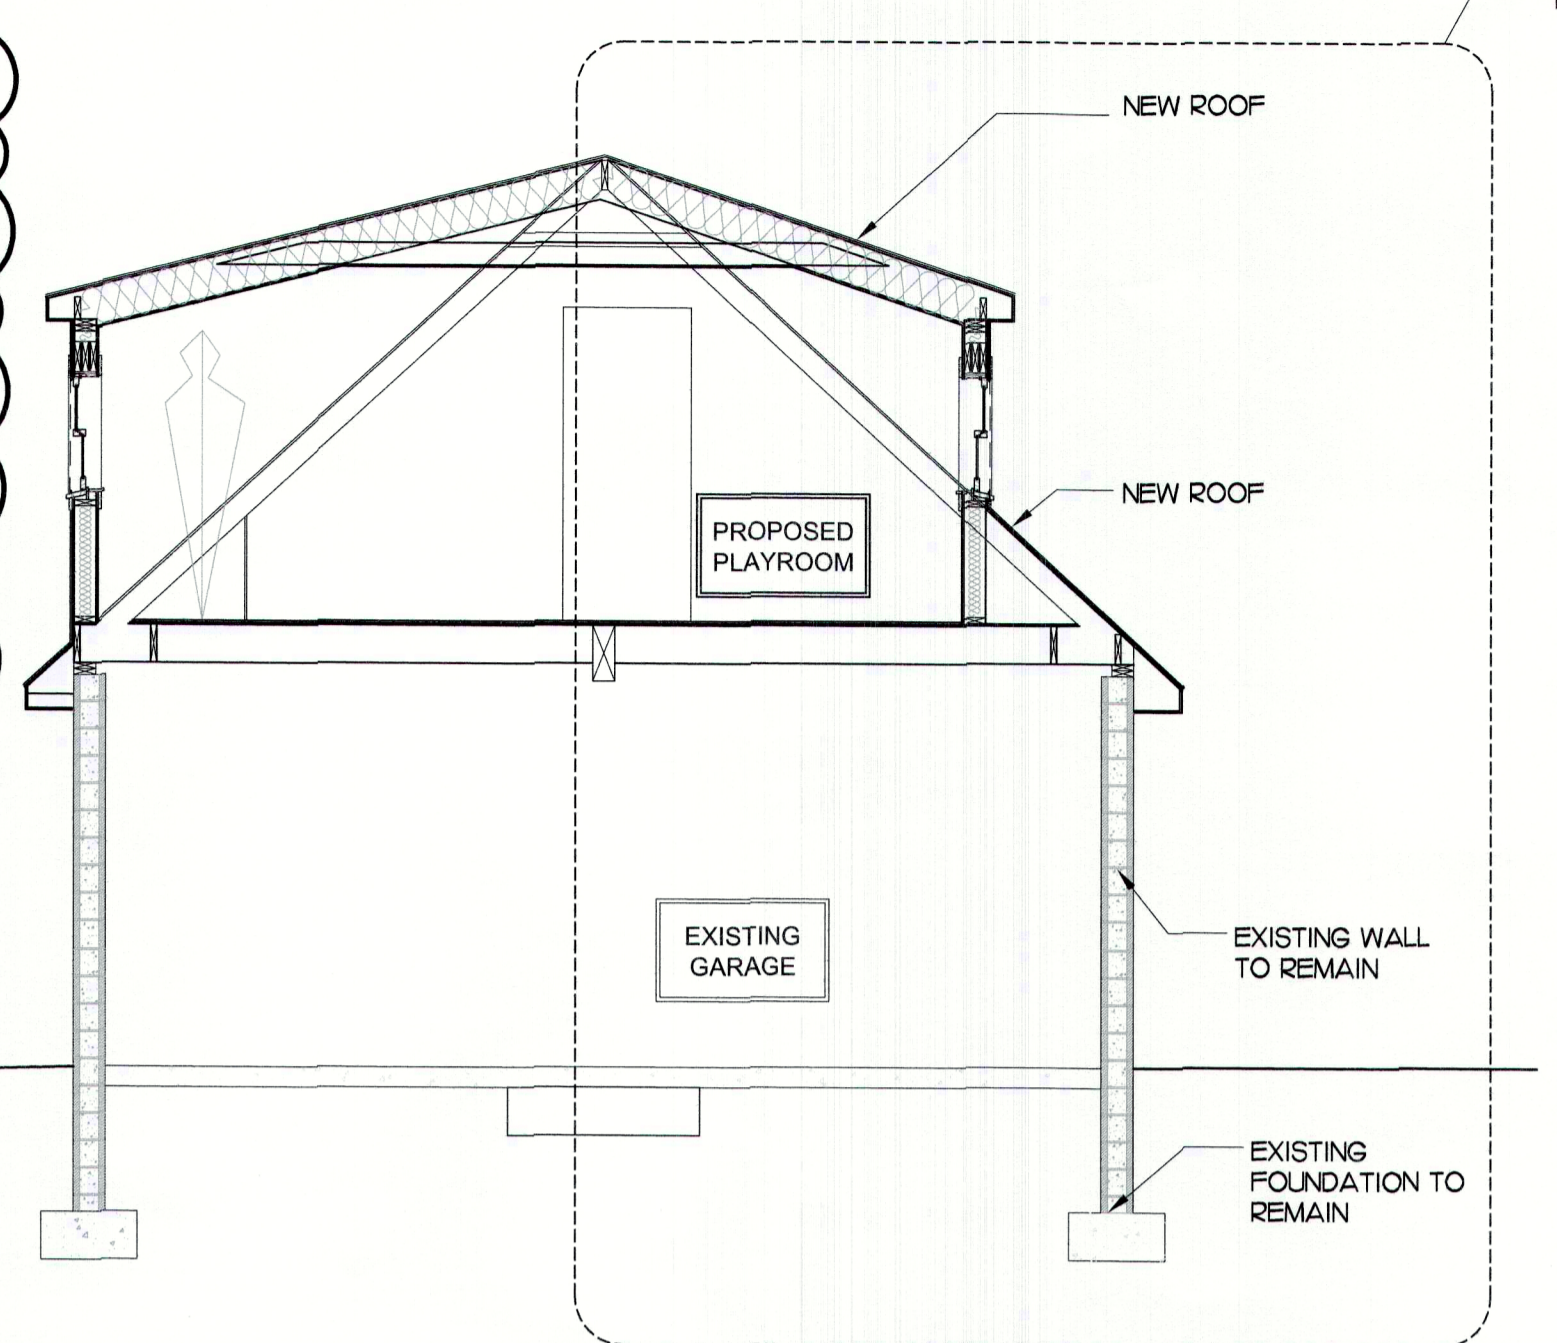 NEW ROOF
NEW ROOF
PROPOSED
PLAYROOM
EXISTING
GARAGE
EXISTING WALL
TO REMAIN
EXISTING
FOUNDATION TO
REMAIN